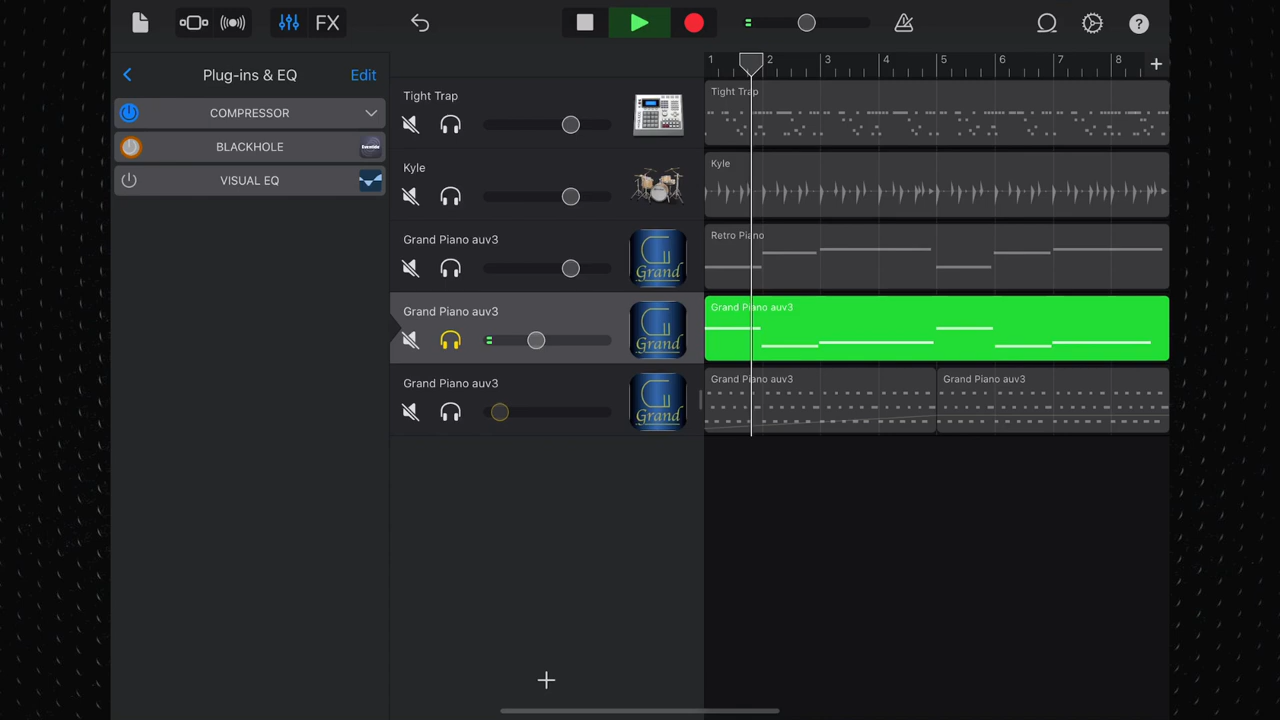 FX
?
Plug-ins & EQ
Edit
COMPRESSOR
BLACKHOLE
Eventide
VISUAL EQ
1 2 3 4 5 6 7 8
Tight Trap
Tight Trap
Kyle
Kyle
Grand Piano auv3
Grand
Retro Piano
Grand Piano auv3
Grand
Grand Piano auv3
Grand Piano auv3
Grand
Grand Piano auv3
Grand Piano auv3